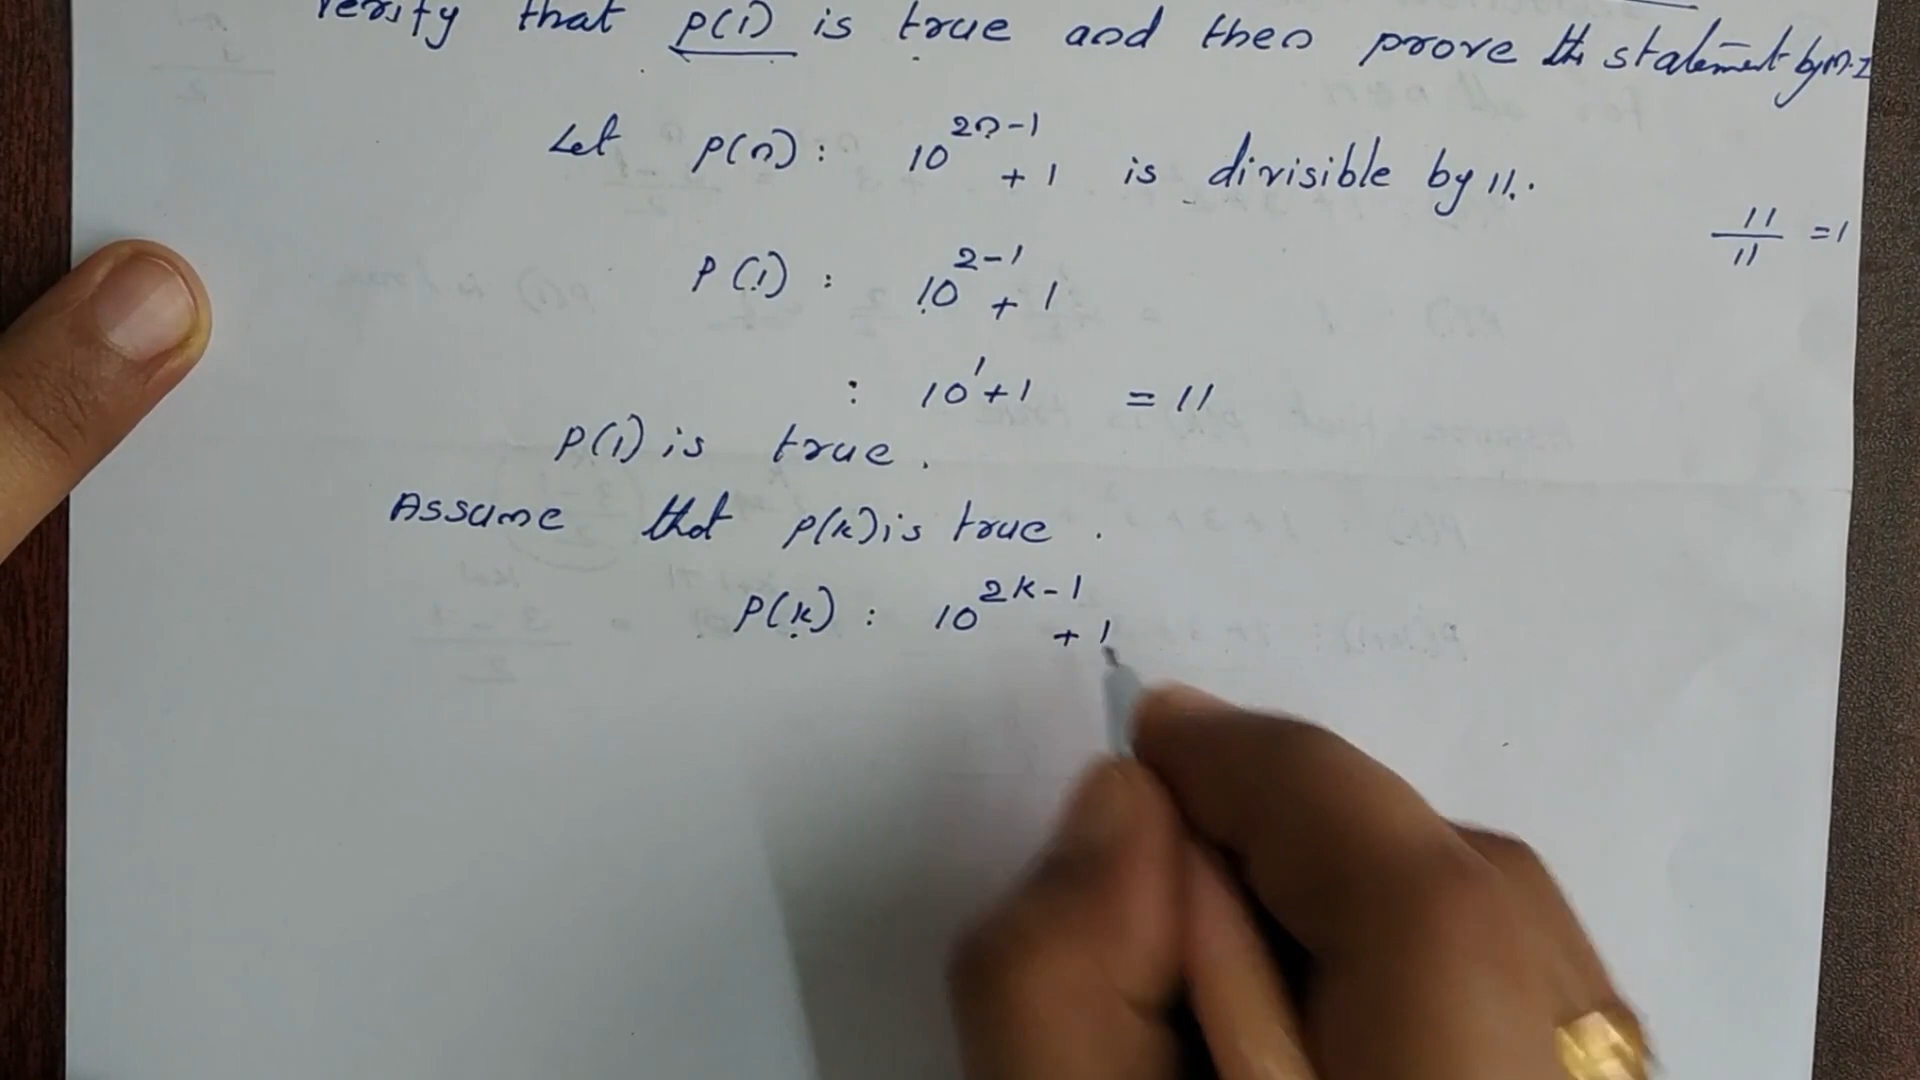 Verify that P(1) is true and then prove the statement by M.I
Let P(n): 10^{2n-1} + 1 is divisible by 11.
11/11 = 1
P(1): 10^{2-1} + 1
: 10^1 + 1 = 11
P(1) is true.
Assume that P(k) is true.
P(k): 10^{2k-1} + 1